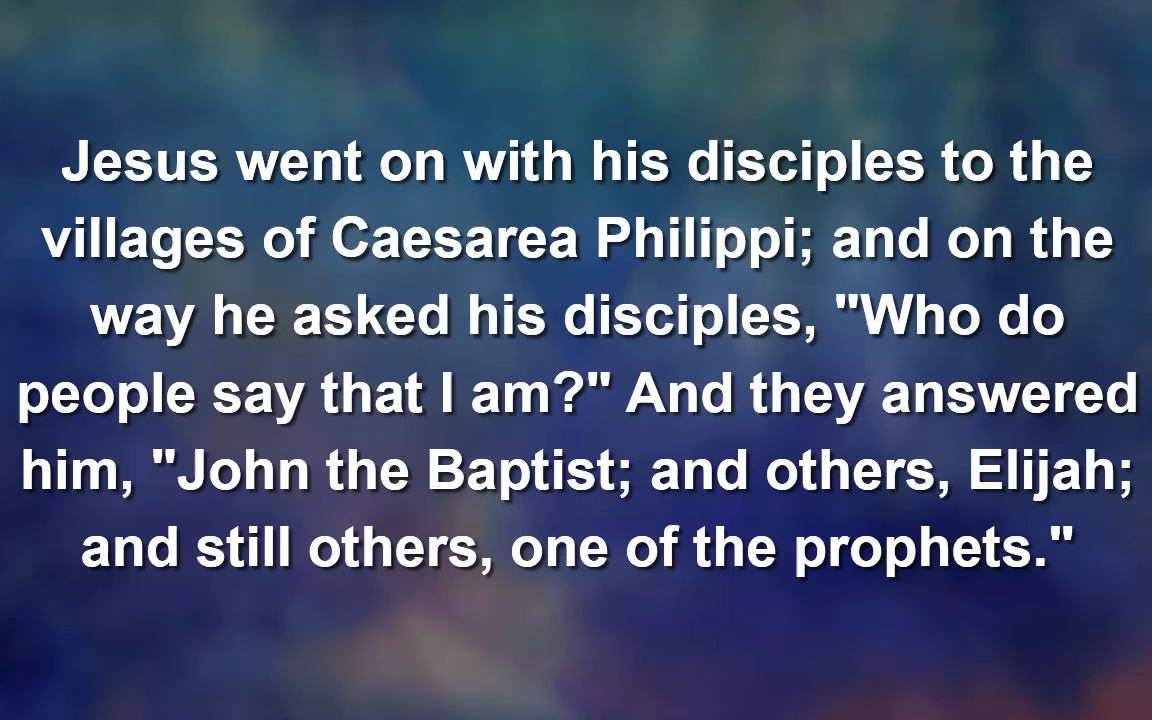 Jesus went on with his disciples to the
villages of Caesarea Philippi; and on the
way he asked his disciples, "Who do
people say that I am?" And they answered
him, "John the Baptist; and others, Elijah;
and still others, one of the prophets."